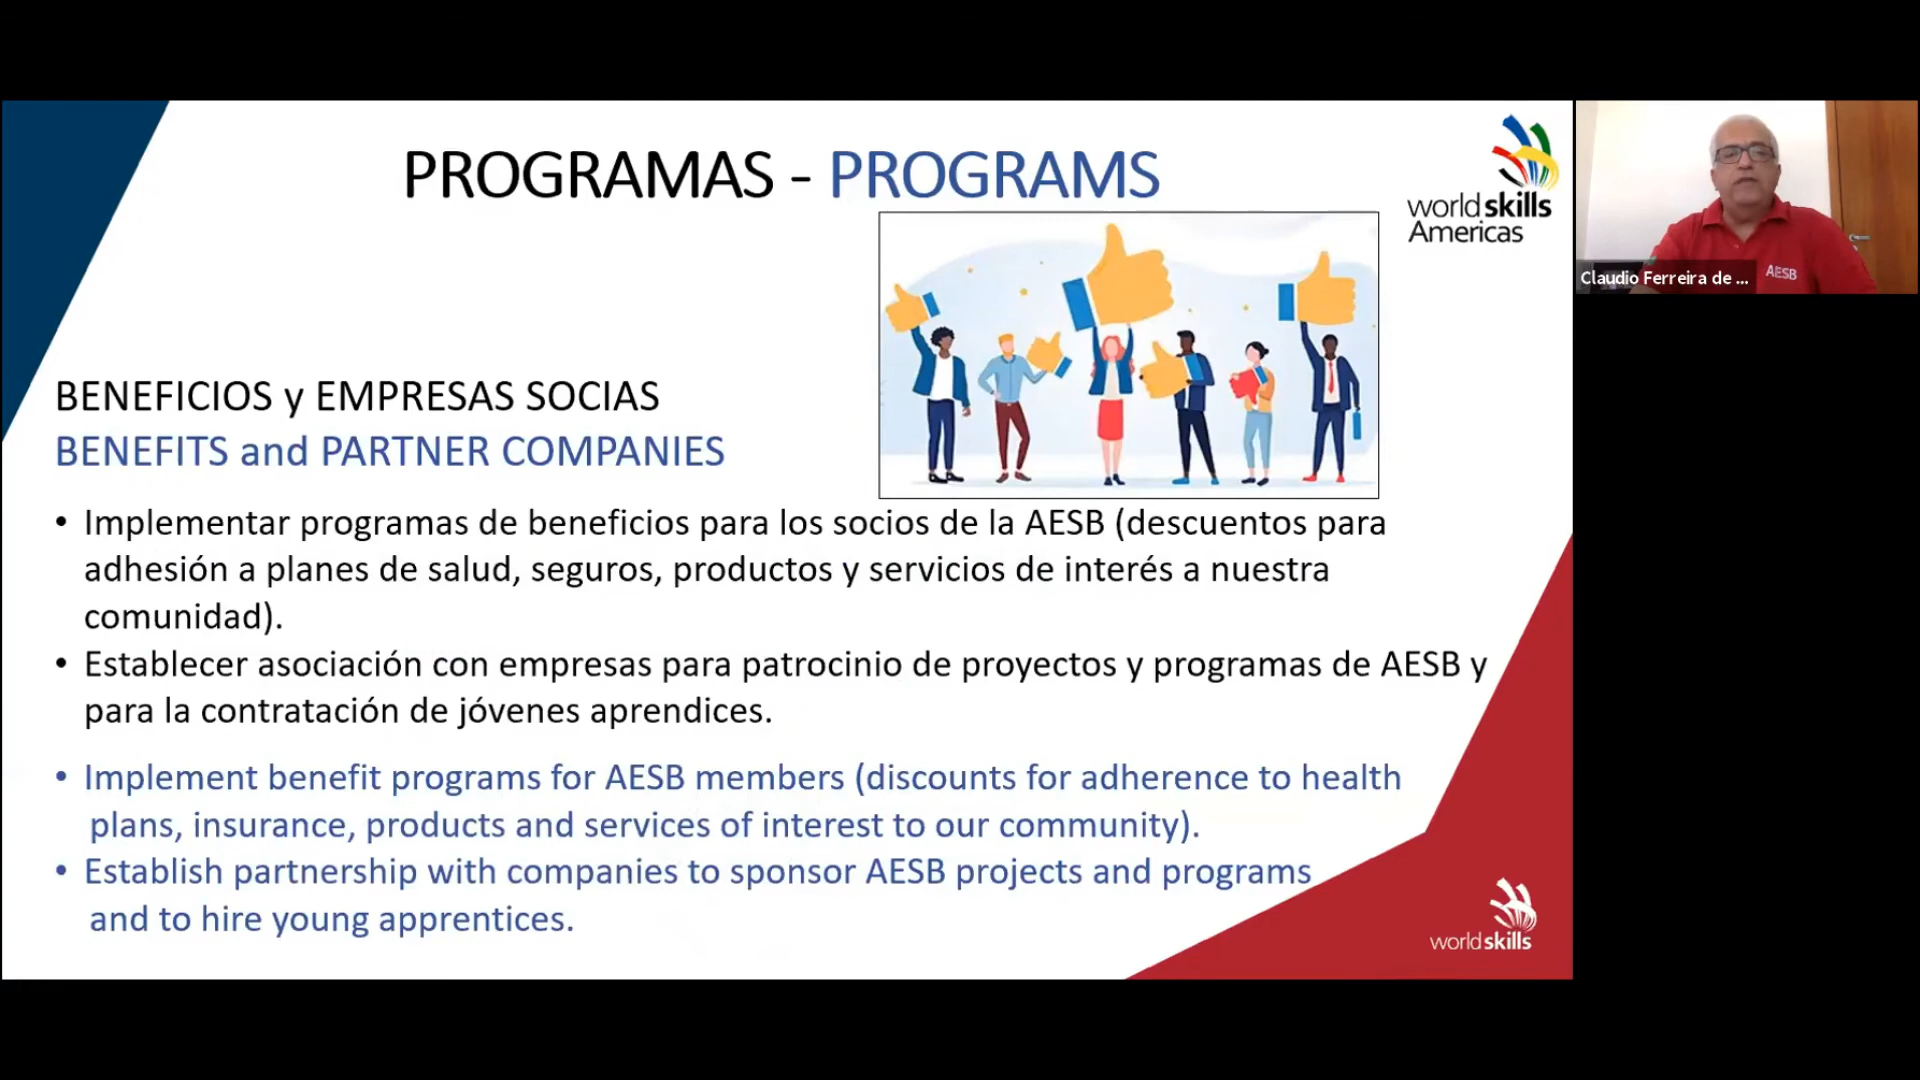 PROGRAMAS - PROGRAMS
world skills
Americas
AESB
Claudio Ferreira de ...
BENEFICIOS y EMPRESAS SOCIAS
BENEFITS and PARTNER COMPANIES
• Implementar programas de beneficios para los socios de la AESB (descuentos para
adhesión a planes de salud, seguros, productos y servicios de interés a nuestra
comunidad).
• Establecer asociación con empresas para patrocinio de proyectos y programas de AESB y
para la contratación de jóvenes aprendices.
• Implement benefit programs for AESB members (discounts for adherence to health
plans, insurance, products and services of interest to our community).
• Establish partnership with companies to sponsor AESB projects and programs
and to hire young apprentices.
world skills